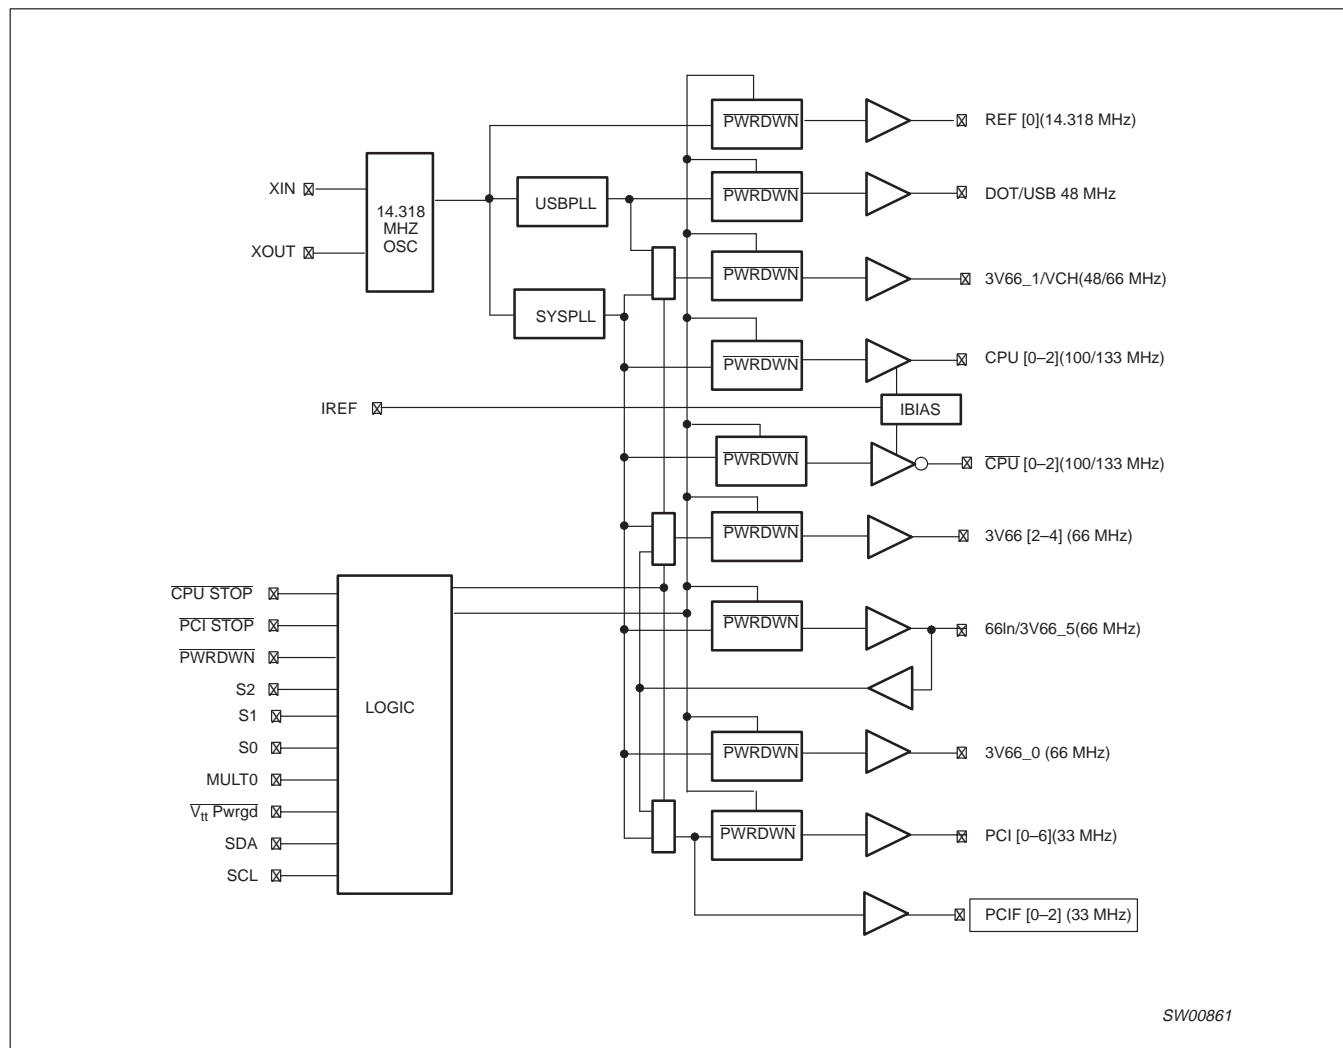 PWRDWN
REF [0](14.318 MHz)
XIN
XOUT
14.318
MHZ
OSC
USBPLL
PWRDWN
DOT/USB 48 MHz
PWRDWN
3V66_1/VCH(48/66 MHz)
SYSPLL
PWRDWN
CPU [0–2](100/133 MHz)
IREF
IBIAS
PWRDWN
CPU [0–2](100/133 MHz)
PWRDWN
3V66 [2–4] (66 MHz)
CPU STOP
PCI STOP
PWRDWN
S2
S1
S0
MULT0
Vtt Pwrgd
SDA
SCL
LOGIC
PWRDWN
66In/3V66_5(66 MHz)
PWRDWN
3V66_0 (66 MHz)
PWRDWN
PCI [0–6](33 MHz)
PCIF [0–2] (33 MHz)
SW00861